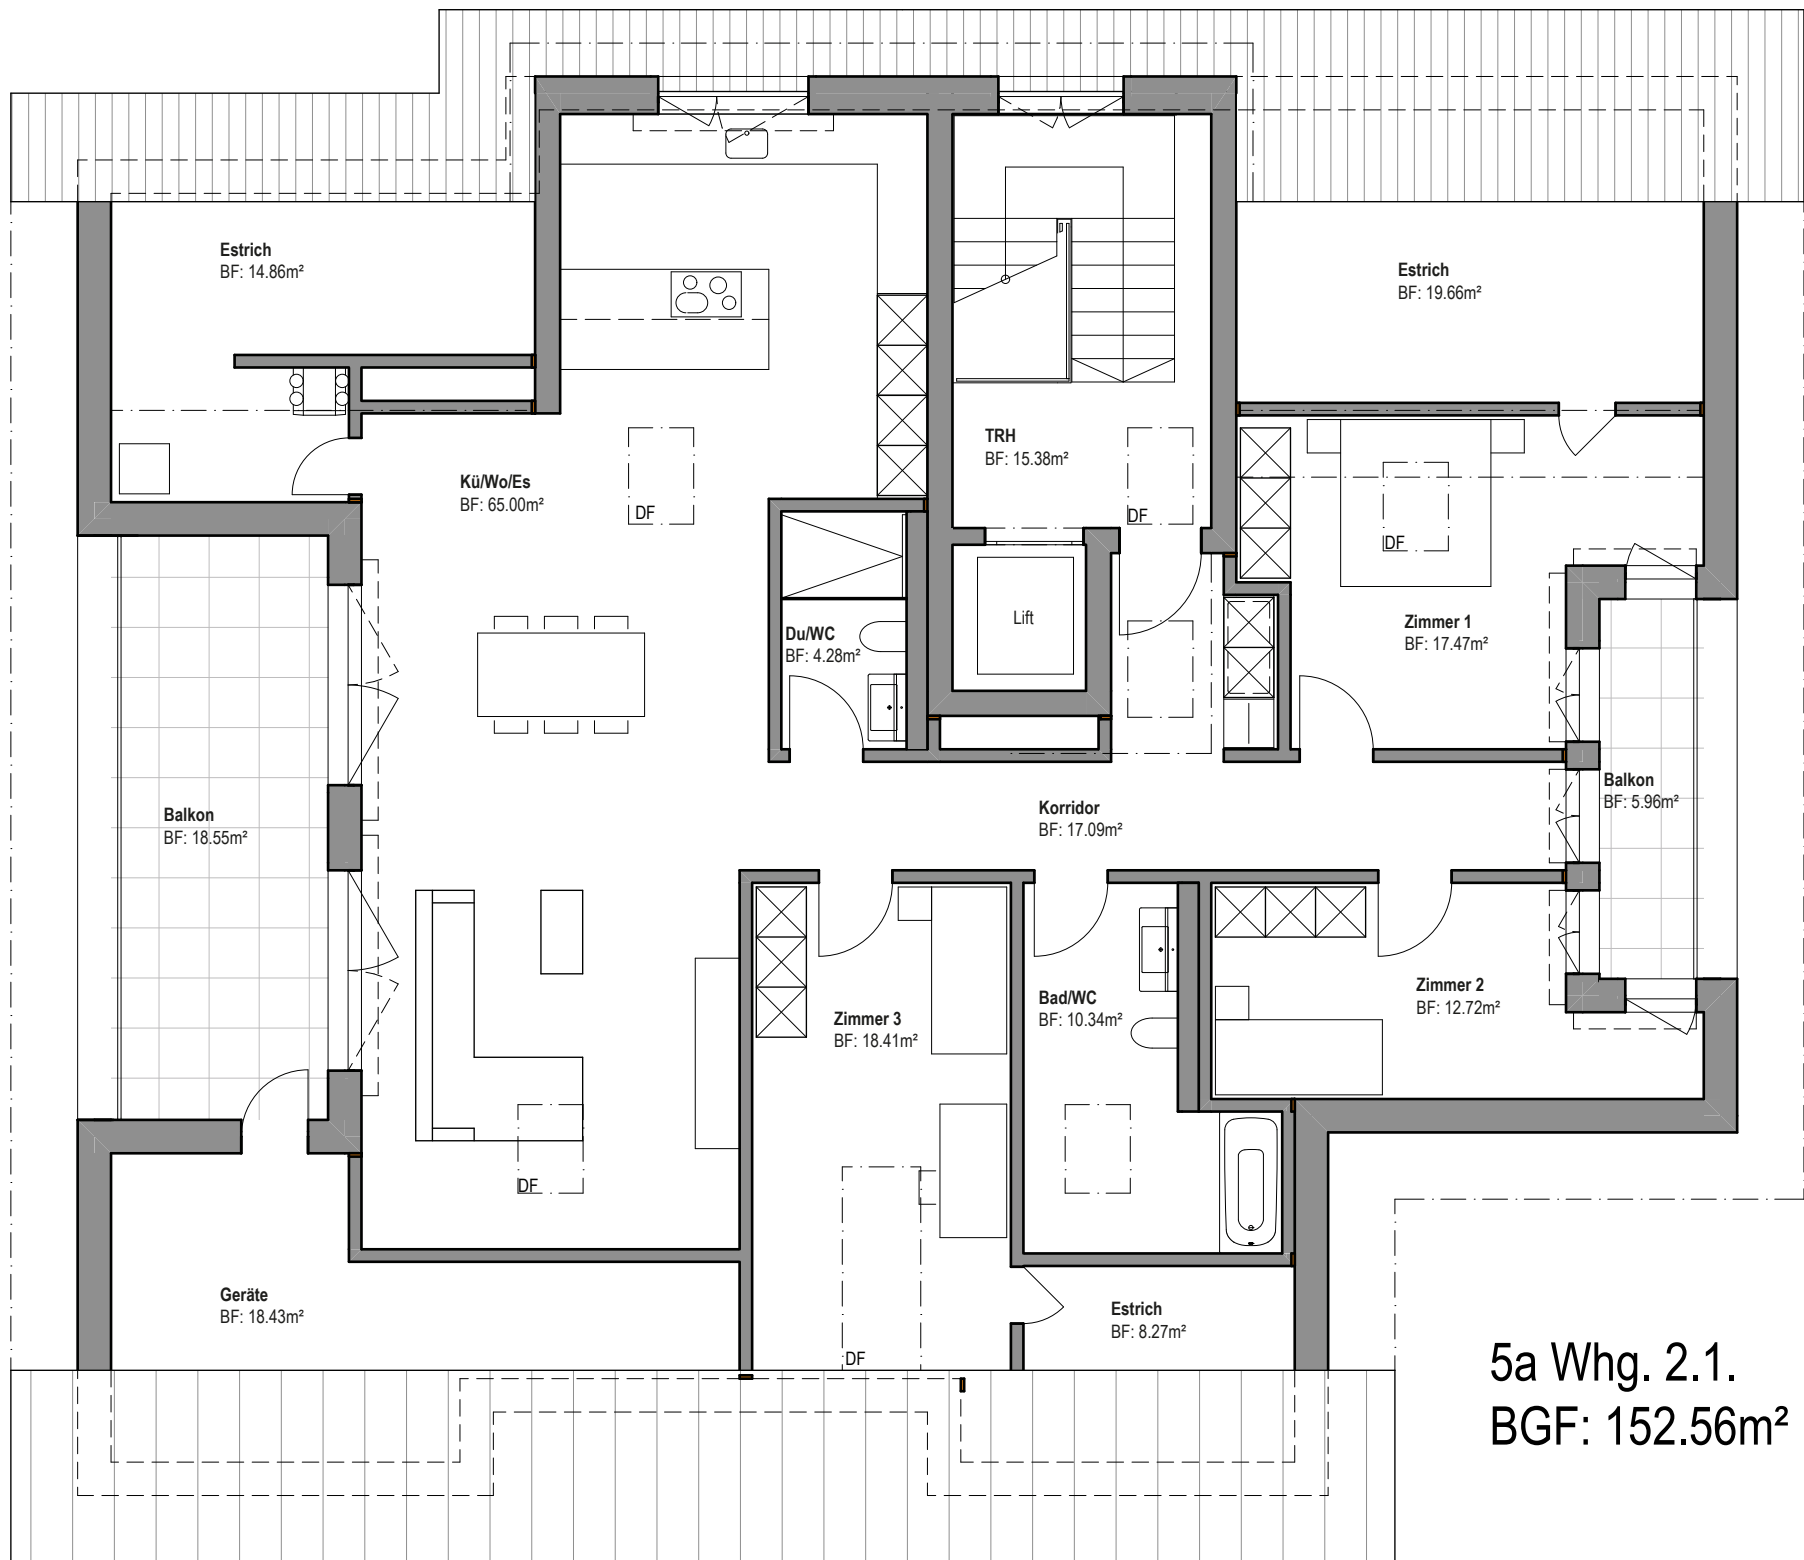 Estrich
BF: 14.86m²
Estrich
BF: 19.66m²
TRH
BF: 15.38m²
Kü/Wo/Es
BF: 65.00m²
DF
DF
DF
Lift
Du/WC
BF: 4.28m²
Zimmer 1
BF: 17.47m²
Balkon
BF: 18.55m²
Korridor
BF: 17.09m²
Balkon
BF: 5.96m²
Zimmer 3
BF: 18.41m²
Bad/WC
BF: 10.34m²
Zimmer 2
BF: 12.72m²
DF
Geräte
BF: 18.43m²
DF
Estrich
BF: 8.27m²
5a Whg. 2.1.
BGF: 152.56m²